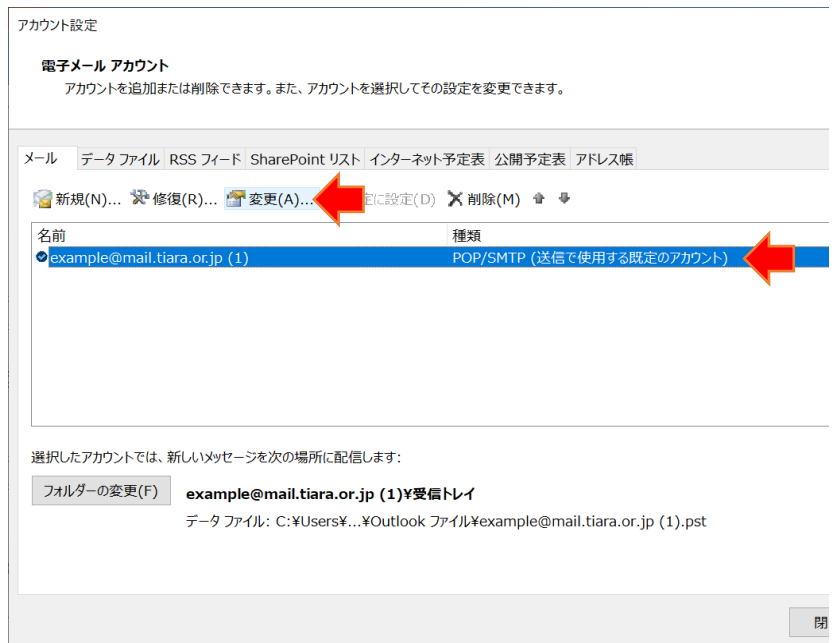 アカウント設定
電子メール アカウント
アカウントを追加または削除できます。また、アカウントを選択してその設定を変更できます。
メール データ ファイル RSS フィード SharePoint リスト インターネット予定表 公開予定表 アドレス帳
新規(N)... 修復(R)... 変更(A)... 定に設定(D) 削除(M)
名前 種類
example@mail.tiara.or.jp (1) POP/SMTP (送信で使用する既定のアカウント)
選択したアカウントでは、新しいメッセージを次の場所に配信します:
フォルダーの変更(F) example@mail.tiara.or.jp (1)¥受信トレイ
データ ファイル: C:¥Users¥...¥Outlook ファイル¥example@mail.tiara.or.jp (1).pst
閉